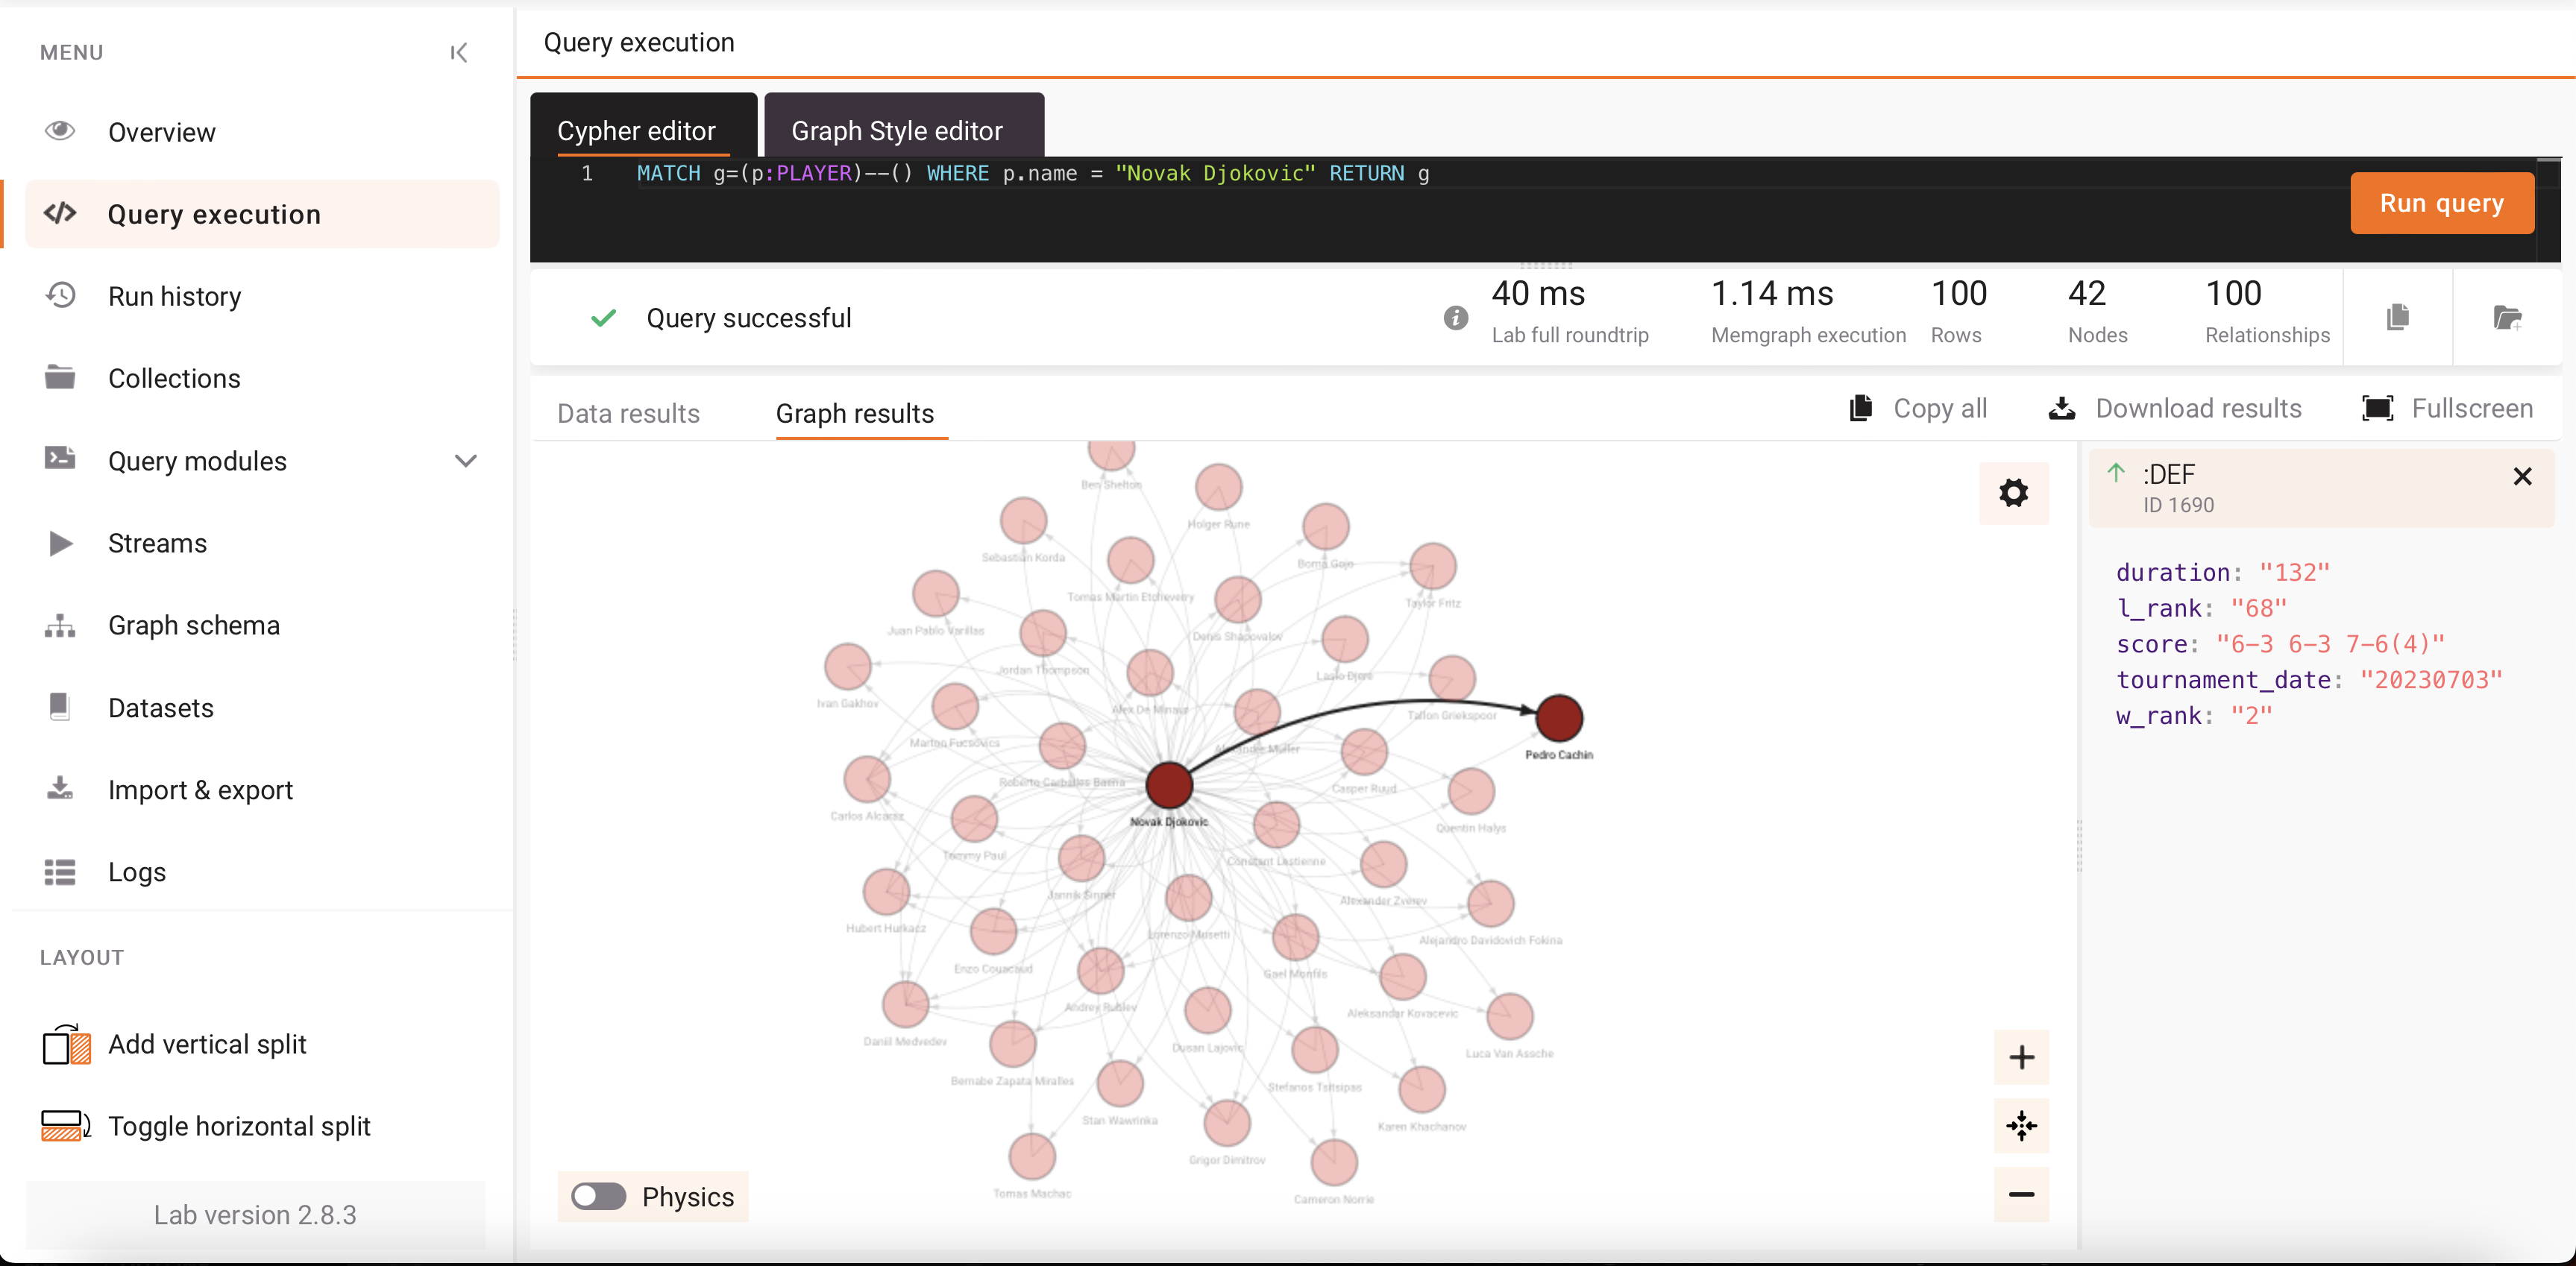 MENU
Overview
Query execution
Run history
Collections
Query modules
Streams
Graph schema
Datasets
Import & export
Logs
LAYOUT
Add vertical split
Toggle horizontal split
Lab version 2.8.3
Query execution
Cypher editor
Graph Style editor
1 MATCH g=(p:PLAYER)--() WHERE p.name = "Novak Djokovic" RETURN g
Run query
Query successful
40 ms
Lab full roundtrip
1.14 ms
Memgraph execution
100
Rows
42
Nodes
100
Relationships
Data results
Graph results
Copy all
Download results
Fullscreen
Ben Shelton
Holger Rune
Sebastian Korda
Borna Gojo
Tomas Martin Etcheverry
Taylor Fritz
Juan Pablo Varillas
Denis Shapovalov
Jordan Thompson
Laslo Djere
Ivan Gakhov
Alex De Minaur
Tallon Griekspoor
Marton Fucsovics
Alexandre Muller
Pedro Cachin
Roberto Carballes Baena
Casper Ruud
Carlos Alcaraz
Novak Djokovic
Quentin Halys
Tommy Paul
Constant Lestienne
Jannik Sinner
Alexander Zverev
Hubert Hurkacz
Lorenzo Musetti
Alejandro Davidovich Fokina
Enzo Couacaud
Gael Monfils
Andrey Rublev
Aleksandar Kovacevic
Daniil Medvedev
Dusan Lajovic
Luca Van Assche
Bernabe Zapata Miralles
Stefanos Tsitsipas
Stan Wawrinka
Karen Khachanov
Grigor Dimitrov
Tomas Machac
Cameron Norrie
Physics
:DEF
ID 1690
duration: "132"
l_rank: "68"
score: "6-3 6-3 7-6(4)"
tournament_date: "20230703"
w_rank: "2"